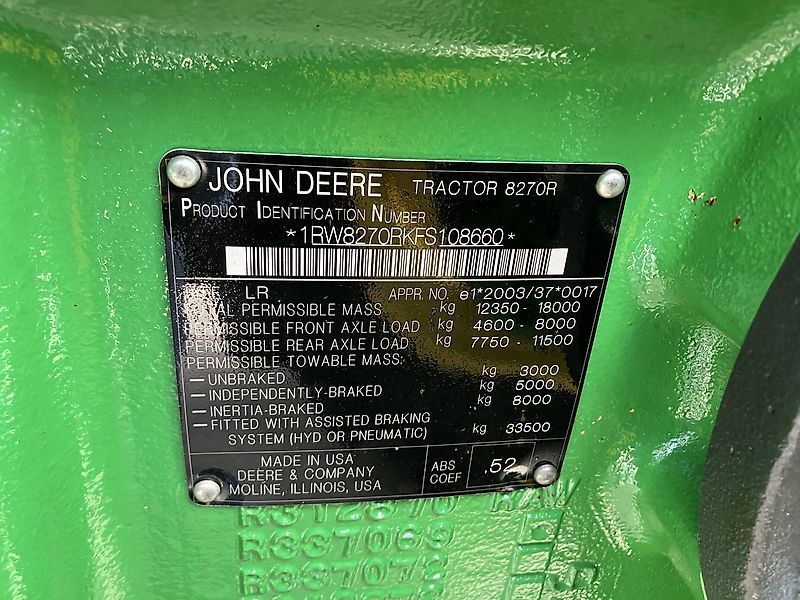 JOHN DEERE TRACTOR 8270R
PRODUCT IDENTIFICATION NUMBER
*1RW8270RKFS108660*
LR APPR. NO. e1*2003/37*0017
PERMISSIBLE MASS kg 12350 - 18000
PERMISSIBLE FRONT AXLE LOAD kg 4600 - 8000
PERMISSIBLE REAR AXLE LOAD kg 7750 - 11500
PERMISSIBLE TOWABLE MASS:
- UNBRAKED kg 3000
- INDEPENDENTLY-BRAKED kg 5000
- INERTIA-BRAKED kg 8000
- FITTED WITH ASSISTED BRAKING
SYSTEM (HYD OR PNEUMATIC) kg 33500
MADE IN USA
DEERE & COMPANY
MOLINE, ILLINOIS, USA
ABS
COEF
.52
R337069